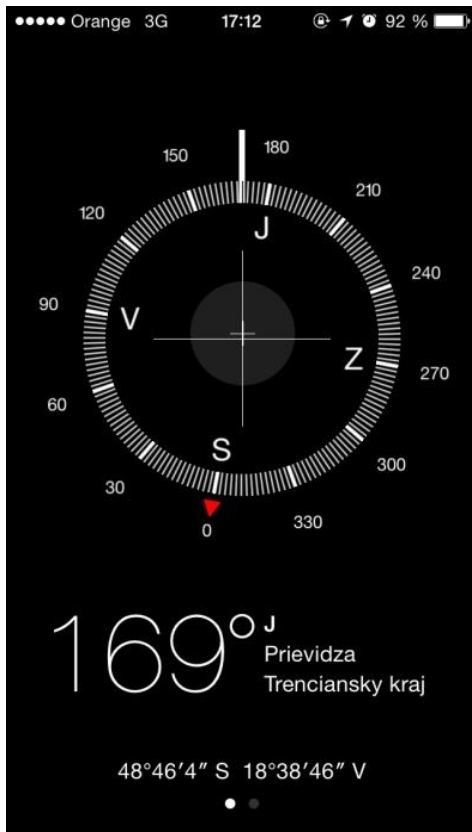 Orange 3G 17:12 92 %
150 180
120 210
J
90 240
V
Z
60 270
S
30 300
0 330
169° J
Prievidza
Trenciansky kraj
48°46′4″ S 18°38′46″ V